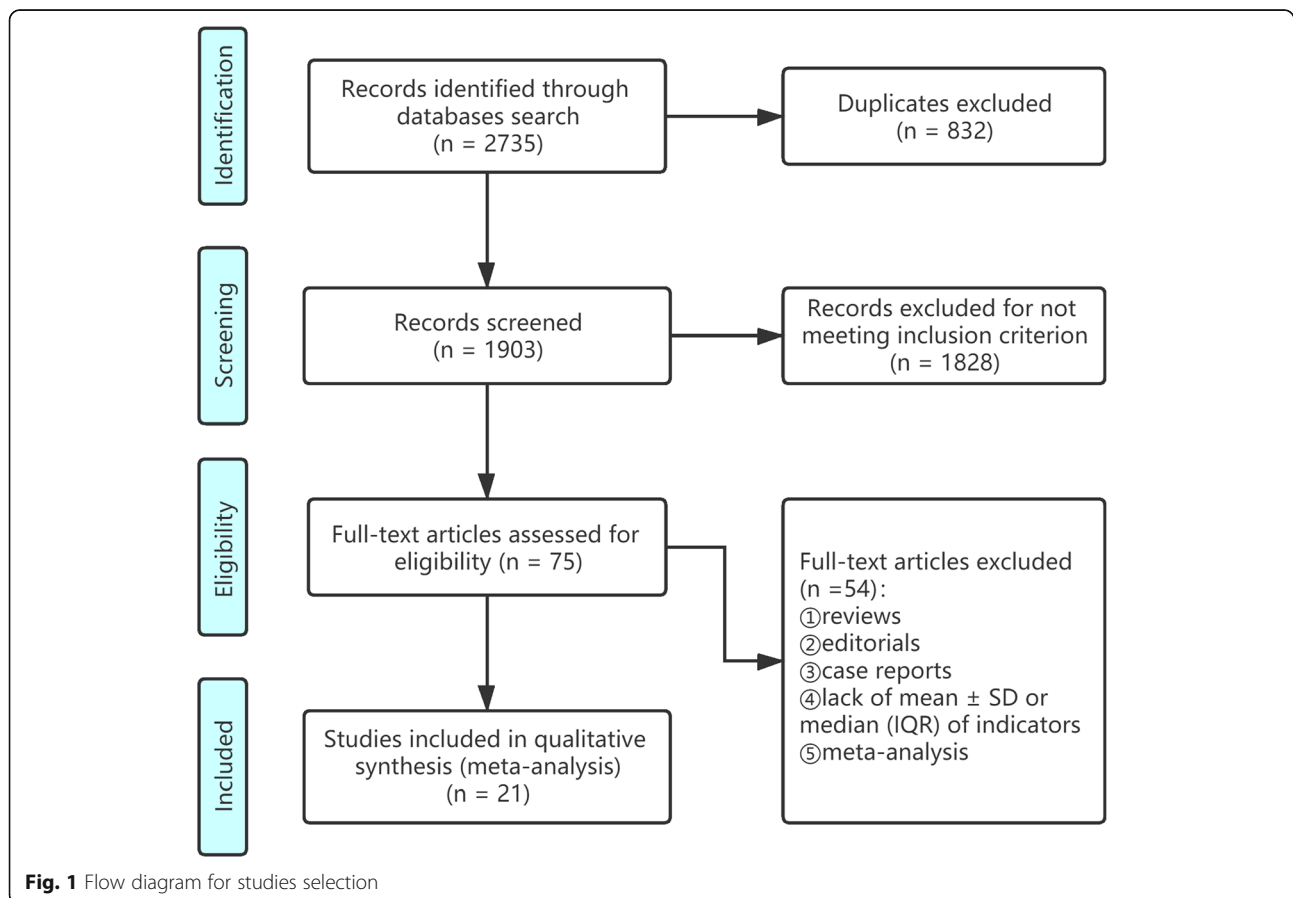 Identification
Records identified through
databases search
(n = 2735)
Duplicates excluded
(n = 832)
Screening
Records screened
(n = 1903)
Records excluded for not
meeting inclusion criterion
(n = 1828)
Eligibility
Full-text articles assessed for
eligibility (n = 75)
Full-text articles excluded
(n =54):
①reviews
②editorials
③case reports
④lack of mean ± SD or
median (IQR) of indicators
⑤meta-analysis
Included
Studies included in qualitative
synthesis (meta-analysis)
(n = 21)
Fig. 1 Flow diagram for studies selection